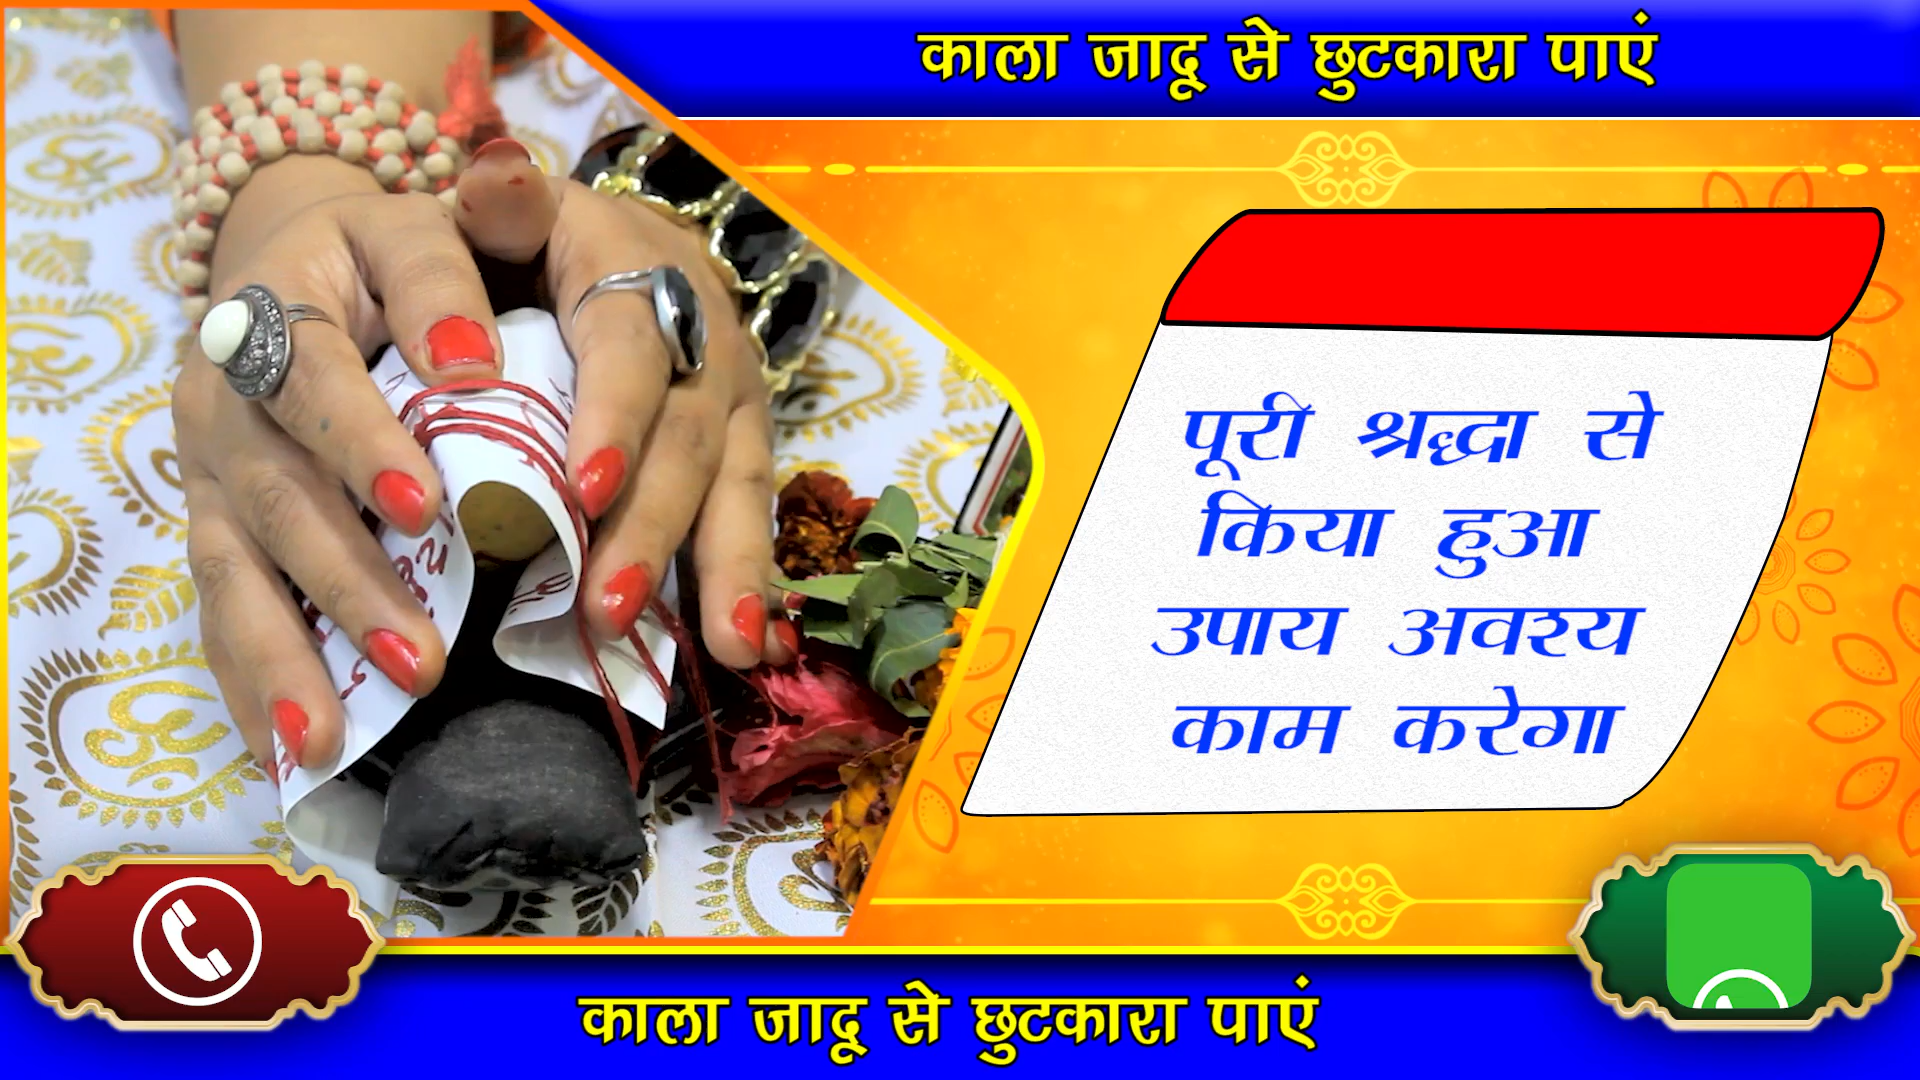 काला जादू से छुटकारा पाएं
पूरी श्रद्धा से
किया हुआ
उपाय अवश्य
काम करेगा
काला जादू से छुटकारा पाएं